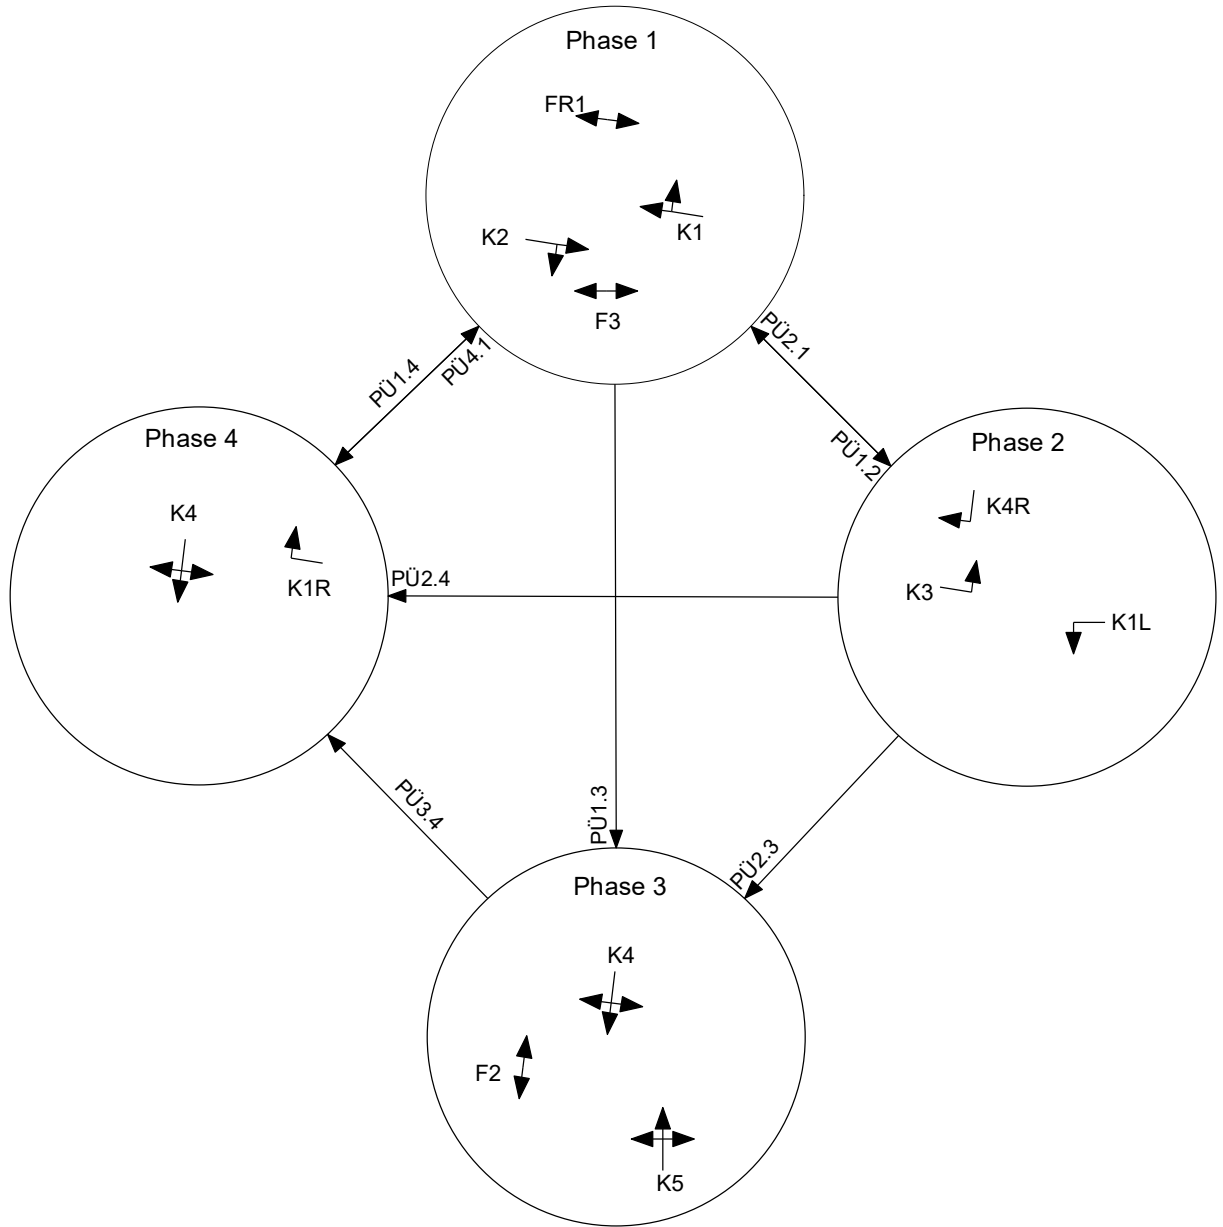 Phase 1
FR1
K1
K2
F3
PÜ2.1
PÜ1.2
PÜ1.4
PÜ4.1
Phase 4
K4
K1R
Phase 2
K4R
K3
K1L
PÜ2.4
PÜ3.4
PÜ1.3
PÜ2.3
Phase 3
K4
F2
K5